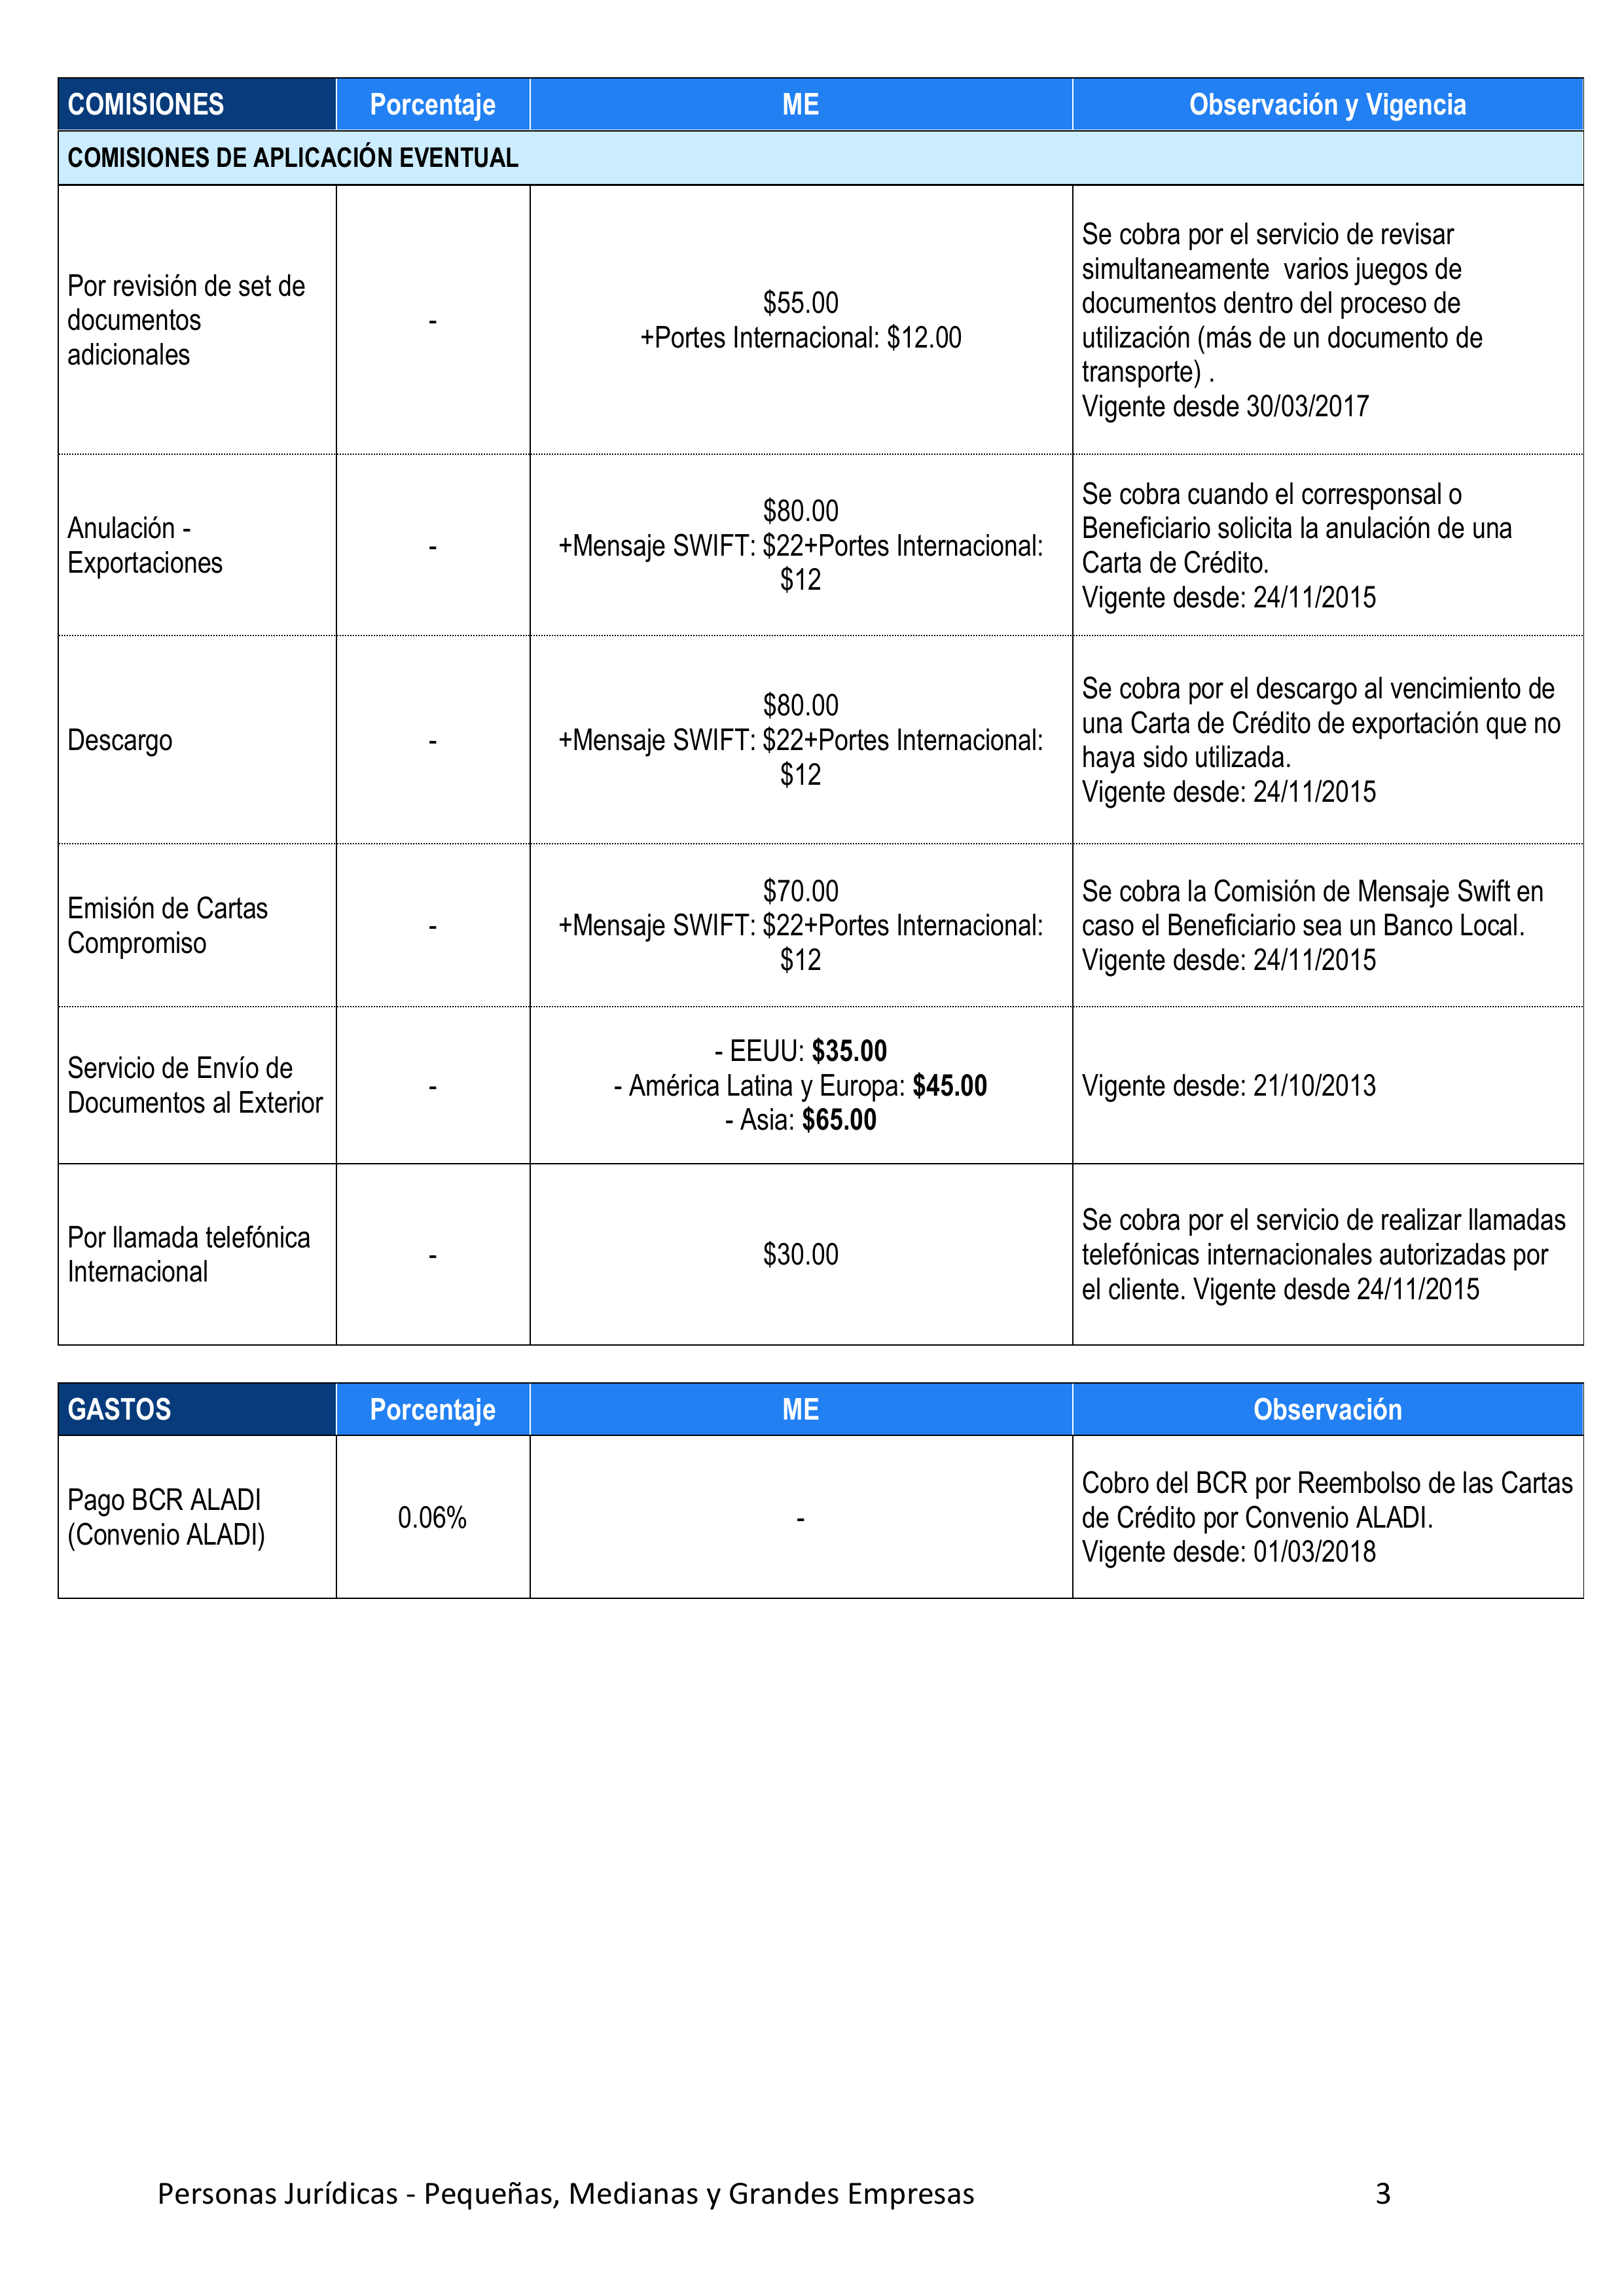 COMISIONES Porcentaje ME Observación y Vigencia
COMISIONES DE APLICACIÓN EVENTUAL
Por revisión de set de
documentos
adicionales
-
$55.00
+Portes Internacional: $12.00
Se cobra por el servicio de revisar
simultaneamente  varios juegos de
documentos dentro del proceso de
utilización (más de un documento de
transporte) .
Vigente desde 30/03/2017
Anulación -
Exportaciones
-
$80.00
+Mensaje SWIFT: $22+Portes Internacional:
$12
Se cobra cuando el corresponsal o
Beneficiario solicita la anulación de una
Carta de Crédito.
Vigente desde: 24/11/2015
Descargo
-
$80.00
+Mensaje SWIFT: $22+Portes Internacional:
$12
Se cobra por el descargo al vencimiento de
una Carta de Crédito de exportación que no
haya sido utilizada.
Vigente desde: 24/11/2015
Emisión de Cartas
Compromiso
-
$70.00
+Mensaje SWIFT: $22+Portes Internacional:
$12
Se cobra la Comisión de Mensaje Swift en
caso el Beneficiario sea un Banco Local.
Vigente desde: 24/11/2015
Servicio de Envío de
Documentos al Exterior
-
- EEUU: $35.00
- América Latina y Europa: $45.00
- Asia: $65.00
Vigente desde: 21/10/2013
Por llamada telefónica
Internacional
-
$30.00
Se cobra por el servicio de realizar llamadas
telefónicas internacionales autorizadas por
el cliente. Vigente desde 24/11/2015
GASTOS Porcentaje ME Observación
Pago BCR ALADI
(Convenio ALADI)
0.06%
-
Cobro del BCR por Reembolso de las Cartas
de Crédito por Convenio ALADI.
Vigente desde: 01/03/2018
Personas Jurídicas - Pequeñas, Medianas y Grandes Empresas 3